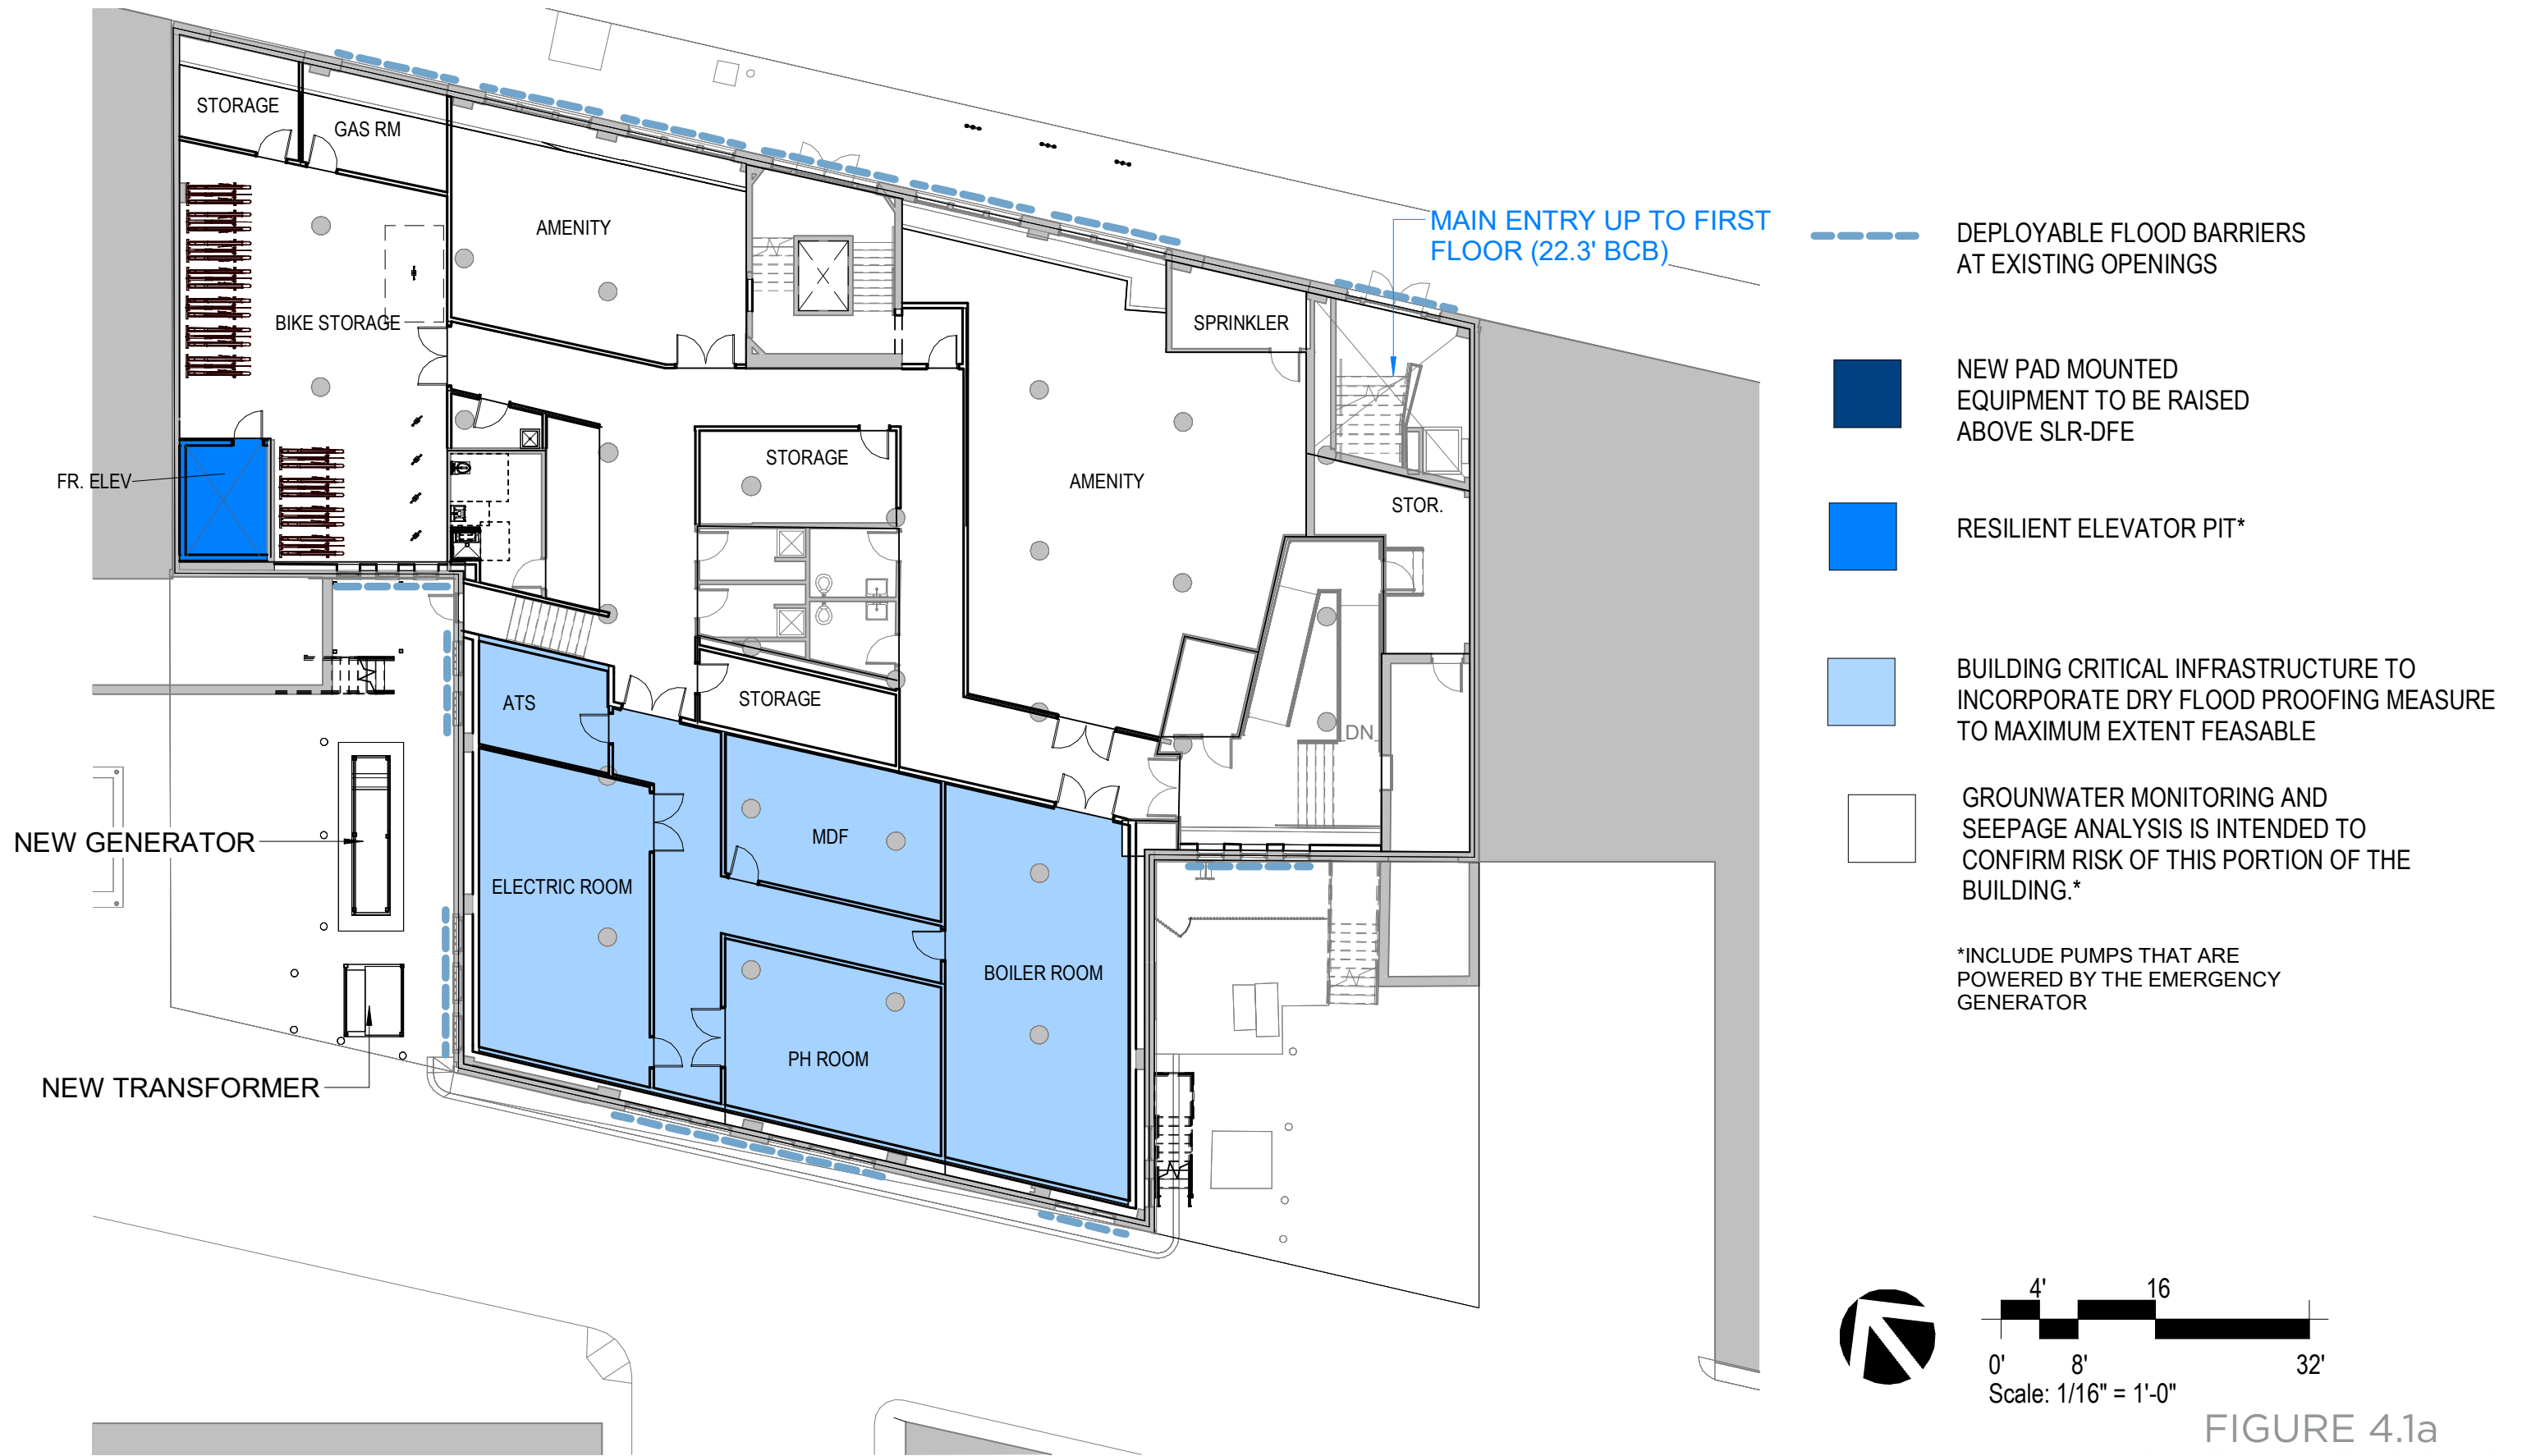 STORAGE
GAS RM
AMENITY
BIKE STORAGE
FR. ELEV
MAIN ENTRY UP TO FIRST
FLOOR (22.3' BCB)
SPRINKLER
STORAGE
AMENITY
STOR.
ATS
STORAGE
DN
NEW GENERATOR
MDF
ELECTRIC ROOM
BOILER ROOM
PH ROOM
NEW TRANSFORMER
DEPLOYABLE FLOOD BARRIERS
AT EXISTING OPENINGS
NEW PAD MOUNTED
EQUIPMENT TO BE RAISED
ABOVE SLR-DFE
RESILIENT ELEVATOR PIT*
BUILDING CRITICAL INFRASTRUCTURE TO
INCORPORATE DRY FLOOD PROOFING MEASURE
TO MAXIMUM EXTENT FEASABLE
GROUNWATER MONITORING AND
SEEPAGE ANALYSIS IS INTENDED TO
CONFIRM RISK OF THIS PORTION OF THE
BUILDING.*
*INCLUDE PUMPS THAT ARE
POWERED BY THE EMERGENCY
GENERATOR
4' 16
0' 8' 32'
Scale: 1/16" = 1'-0"
FIGURE 4.1a